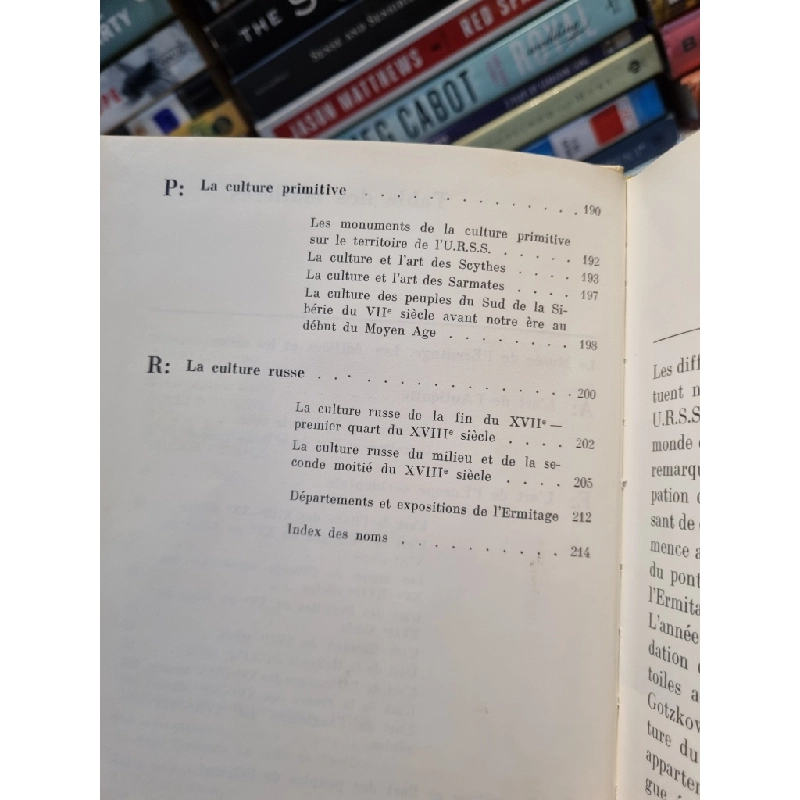 JASON MATTHEWS
RED
CABOT
ROYAL
wedding
SENSE AND
P: La culture primitive . . . . . . . . . . . . 190
Les monuments de la culture primitive
sur le territoire de l'U.R.S.S. . . . . . 192
La culture et l'art des Scythes . . . . 193
La culture et l'art des Sarmates . . . . 197
La culture des peuples du Sud de la Si-
bérie du VIIe siècle avant notre ère au
début du Moyen Age . . . . . . . . 198
R: La culture russe . . . . . . . . . . . . . . 200
La culture russe de la fin du XVIIe —
premier quart du XVIIIe siècle . . . . 202
La culture russe du milieu et de la se-
conde moitié du XVIIIe siècle . . . . 205
Départements et expositions de l'Ermitage 212
Index des noms . . . . . . . . . . 214
Les diff
tuent n
U.R.S.S
monde
remarqu
pation
sant de
mence a
du pont
l'Ermita
L'année
dation
toiles a
Gotzkov
ture du
apparten
gue